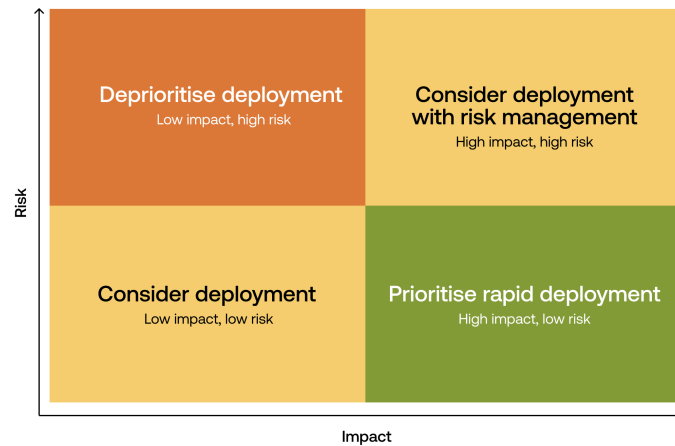 Deprioritise deployment
Low impact, high risk
Consider deployment
with risk management
High impact, high risk
Risk
Consider deployment
Low impact, low risk
Prioritise rapid deployment
High impact, low risk
Impact